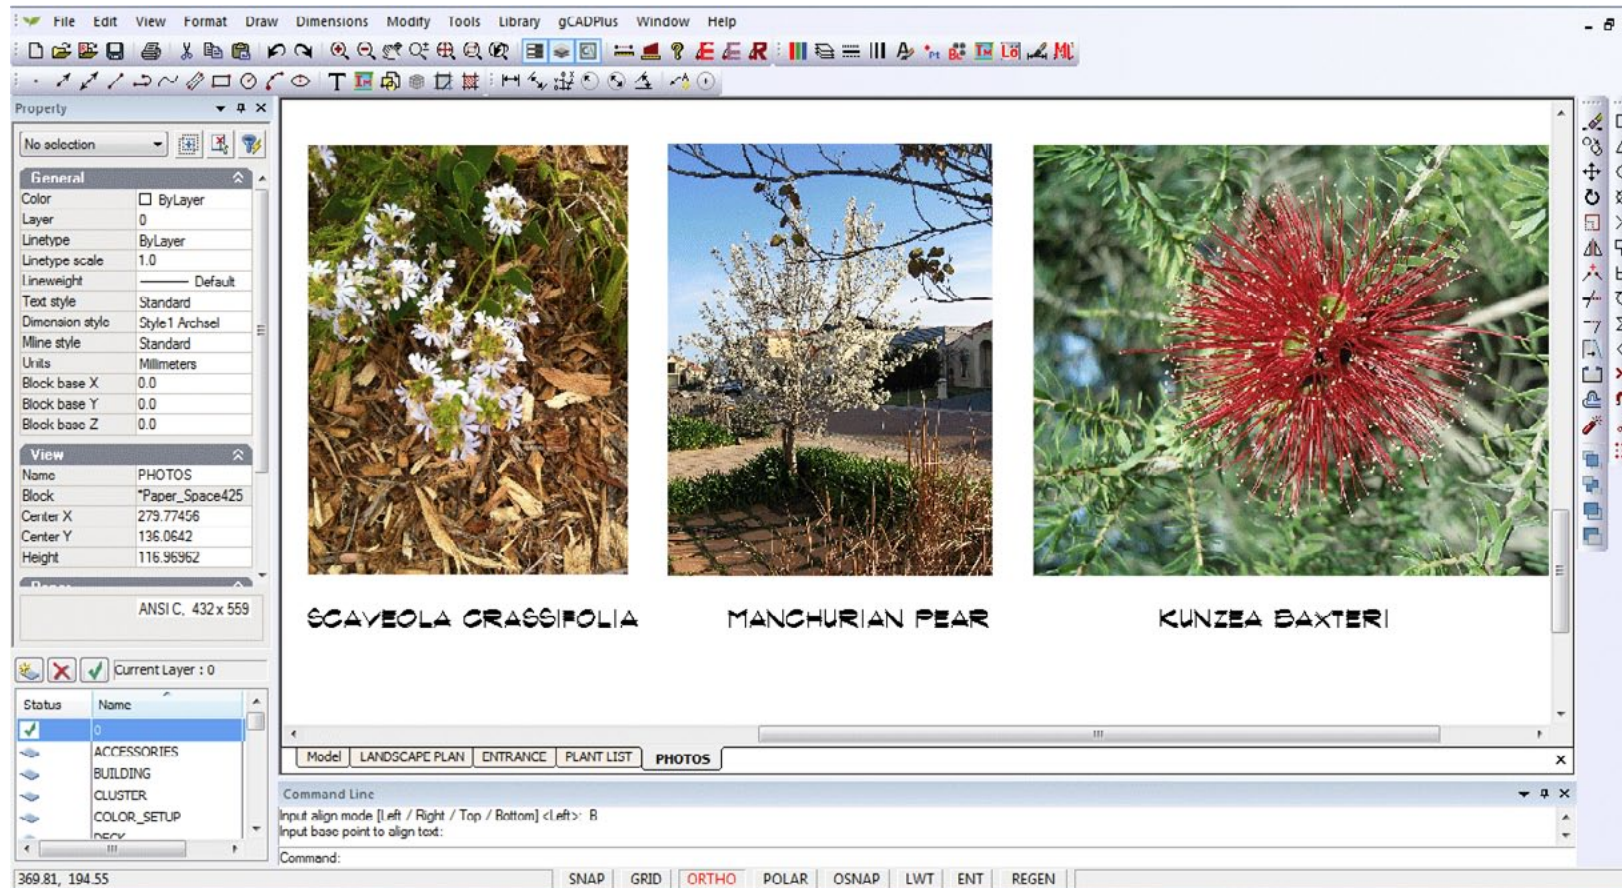 File Edit View Format Draw Dimensions Modify Tools Library gCADPlus Window Help
Property
No selection
General
Color ByLayer
Layer 0
Linetype ByLayer
Linetype scale 1.0
Lineweight Default
Text style Standard
Dimension style Style1 Archsel
Mline style Standard
Units Millimeters
Block base X 0.0
Block base Y 0.0
Block base Z 0.0
View
Name PHOTOS
Block *Paper_Space425
Center X 279.77456
Center Y 136.0642
Height 116.96962
ANSI C, 432 x 559
Current Layer : 0
Status Name
0
ACCESSORIES
BUILDING
CLUSTER
COLOR_SETUP
DECK
SCAVEOLA CRASSIFOLIA
MANCHURIAN PEAR
KUNZEA BAXTERI
Model LANDSCAPE PLAN ENTRANCE PLANT LIST PHOTOS
Command Line
Input align mode [Left / Right / Top / Bottom] <Left>: B
Input base point to align text:
Command:
369.81, 194.55
SNAP GRID ORTHO POLAR OSNAP LWT ENT REGEN